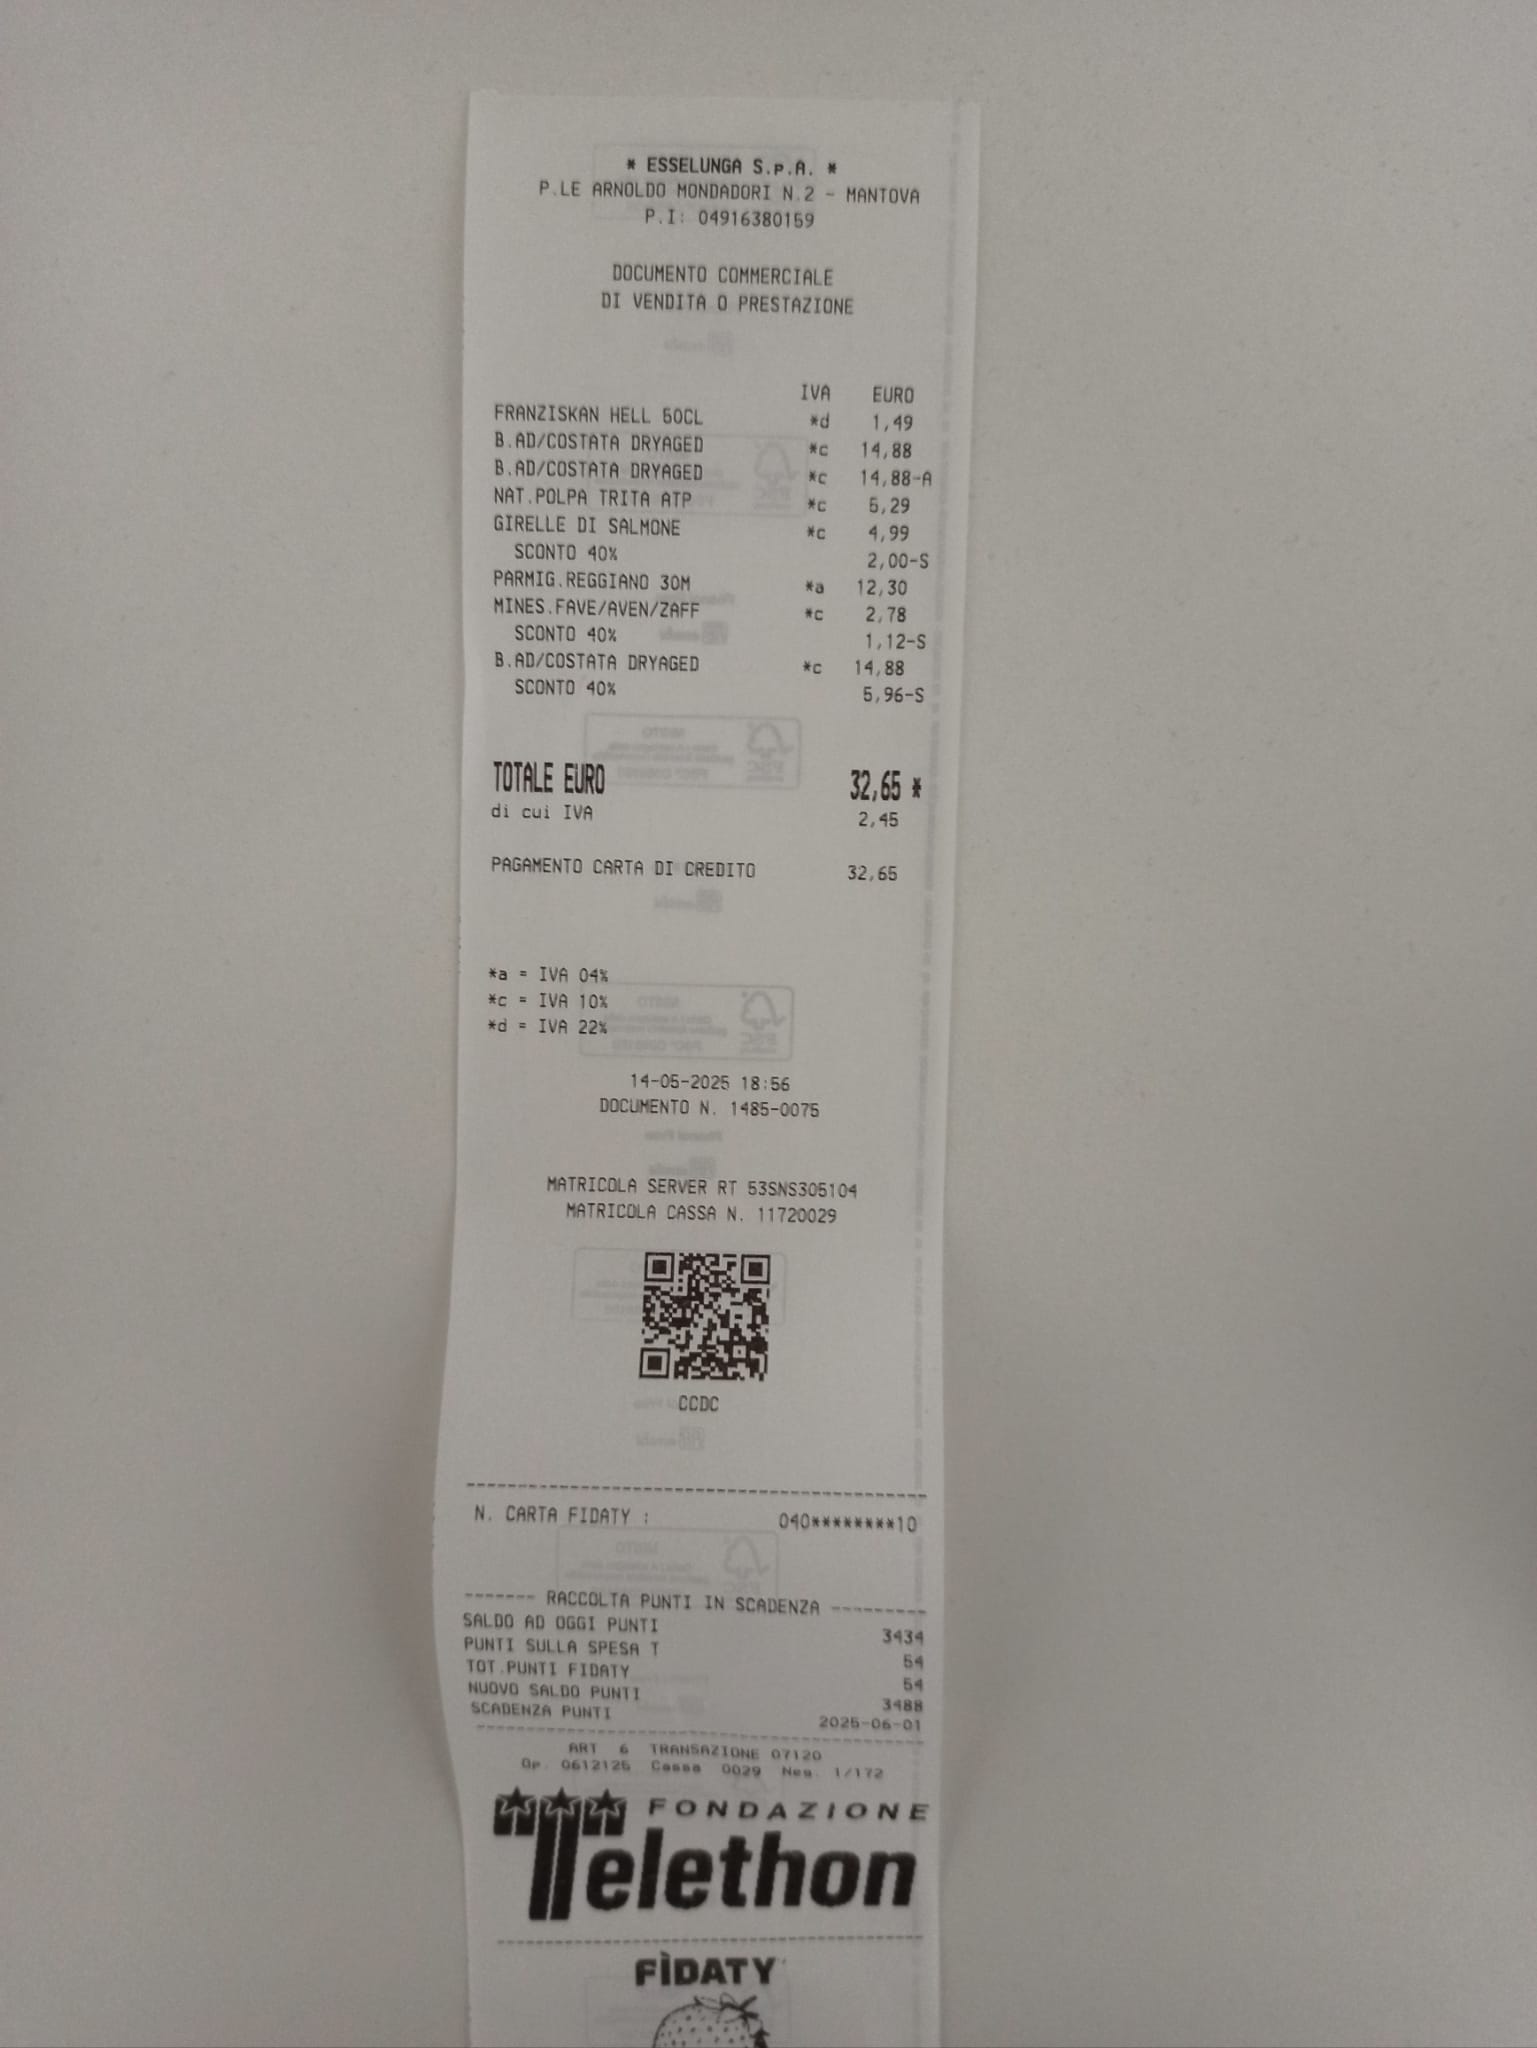 * ESSELUNGA S.p.A. *
P.LE ARNOLDO MONDADORI N.2 - MANTOVA
P.I: 04916380159
DOCUMENTO COMMERCIALE
DI VENDITA O PRESTAZIONE
IVA EURO
FRANZISKAN HELL 50CL *d 1,49
B.AD/COSTATA DRYAGED *c 14,88
B.AD/COSTATA DRYAGED *c 14,88-A
NAT.POLPA TRITA ATP *c 5,29
GIRELLE DI SALMONE *c 4,99
SCONTO 40% 2,00-S
PARMIG.REGGIANO 30M *a 12,30
MINES.FAVE/AVEN/ZAFF *c 2,78
SCONTO 40% 1,12-S
B.AD/COSTATA DRYAGED *c 14,88
SCONTO 40% 5,96-S
TOTALE EURO 32,65 *
di cui IVA 2,45
PAGAMENTO CARTA DI CREDITO 32,65
*a = IVA 04%
*c = IVA 10%
*d = IVA 22%
14-05-2025 18:56
DOCUMENTO N. 1485-0075
MATRICOLA SERVER RT 53SNS305104
MATRICOLA CASSA N. 11720029
CCDC
N. CARTA FIDATY : 040********10
------- RACCOLTA PUNTI IN SCADENZA ---------
SALDO AD OGGI PUNTI 3434
PUNTI SULLA SPESA T 54
TOT.PUNTI FIDATY 54
NUOVO SALDO PUNTI 3488
SCADENZA PUNTI 2025-06-01
ART 6 TRANSAZIONE 07120
Op. 0612125 Cassa 0029 Neg. 1/172
FONDAZIONE
Telethon
FÌDATY